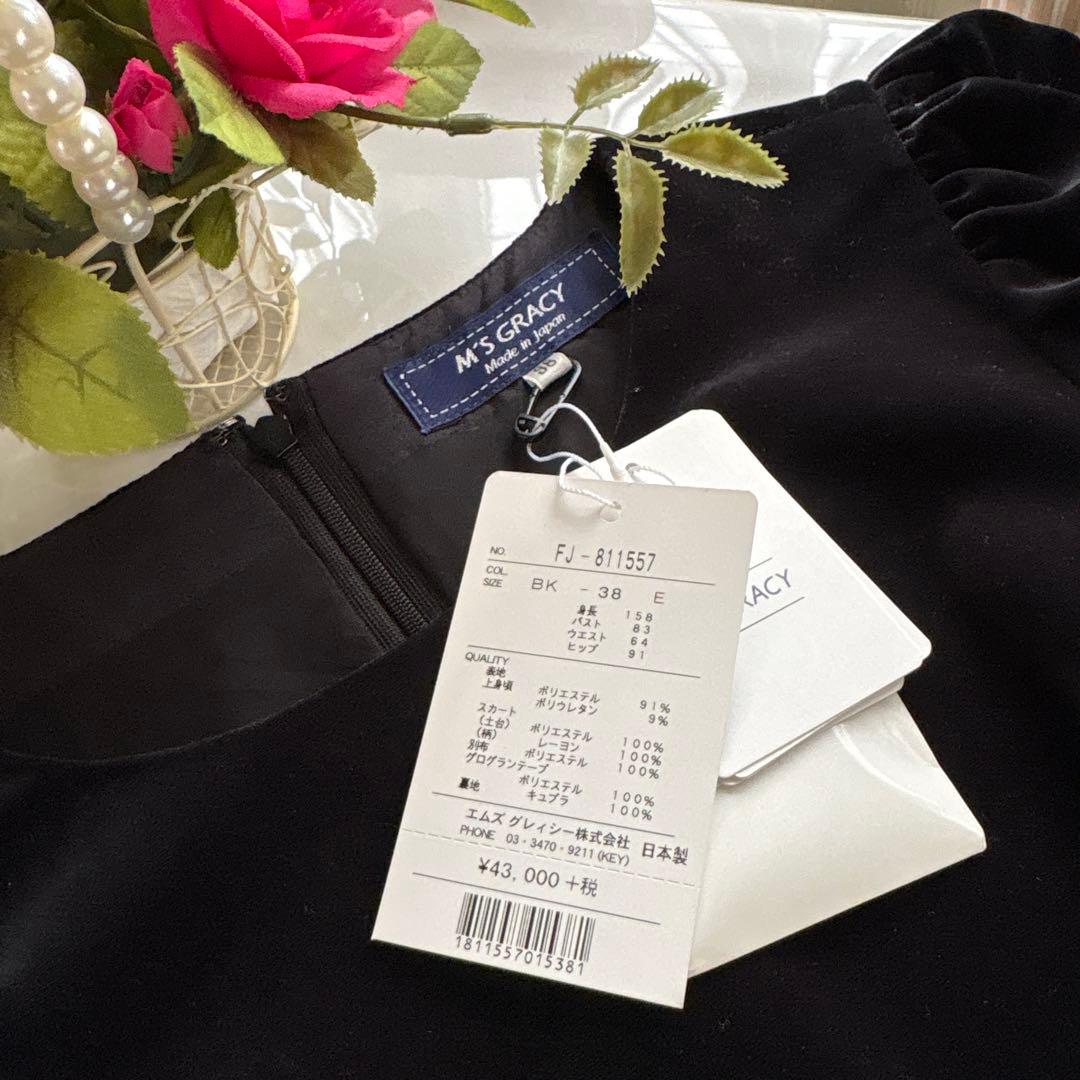 M'S GRACY
Made in Japan
38
RACY
NO. FJ-811557
COL.
SIZE BK - 38 E
身長 158
バスト 83
ウエスト 64
ヒップ 91
QUALITY
表地
上身頃 ポリエステル 91%
ポリウレタン 9%
スカート
(土台) ポリエステル 100%
(柄) レーヨン 100%
別布 ポリエステル 100%
グログランテープ
ポリエステル 100%
裏地 キュプラ 100%
エムズ グレィシー株式会社 日本製
PHONE 03・3470・9211(KEY)
¥43,000+税
1811557015381